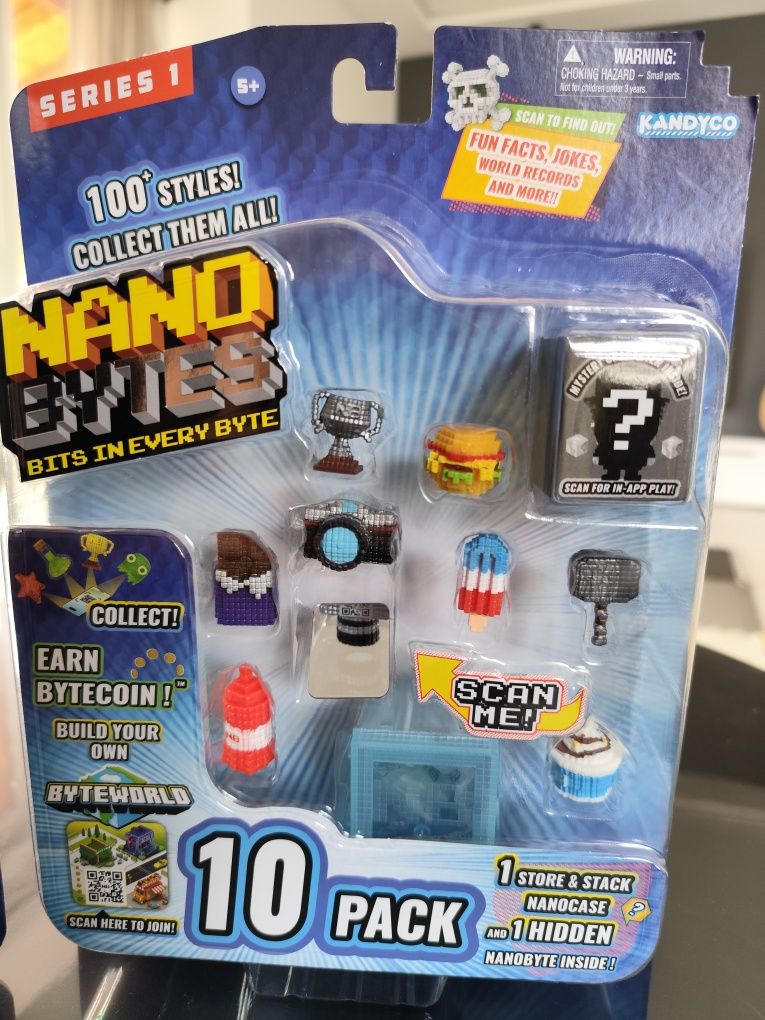 SERIES 1
5+
WARNING:
CHOKING HAZARD – Small parts.
Not for children under 3 years.
SCAN TO FIND OUT!
KANDYCO
FUN FACTS, JOKES,
WORLD RECORDS
AND MORE!!
100+ STYLES!
COLLECT THEM ALL!
NANO
BYTES
BITS IN EVERY BYTE
?
SCAN FOR IN-APP PLAY!
COLLECT!
EARN
BYTECOIN!™
BUILD YOUR
OWN
BYTEWORLD
SCAN HERE TO JOIN!
SCAN
ME!
10 PACK
1 STORE & STACK
NANOCASE
AND 1 HIDDEN
NANOBYTE INSIDE!
?